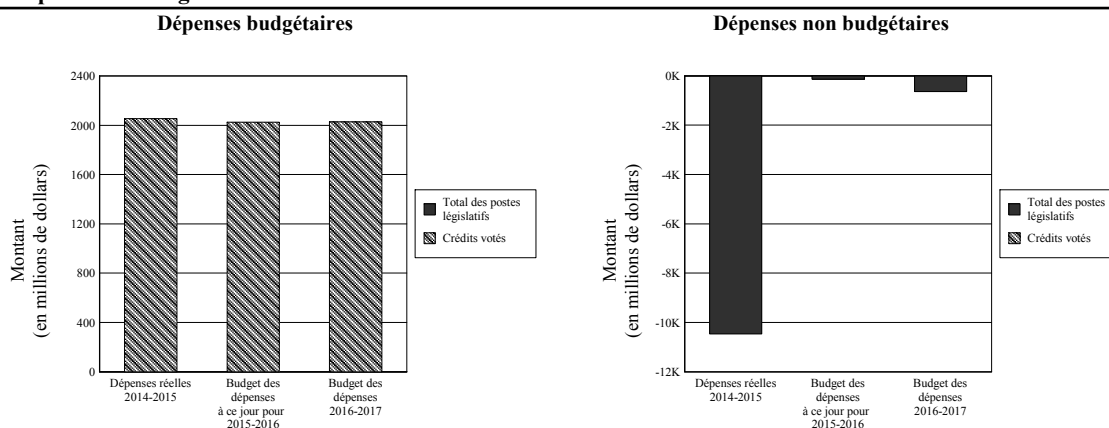 Dépenses budgétaires
2400
2000
1600
1200
800
400
0
Montant
(en millions de dollars)
Dépenses réelles
2014-2015
Budget des
dépenses
à ce jour pour
2015-2016
Budget des
dépenses
2016-2017
Total des postes
législatifs
Crédits votés
Dépenses non budgétaires
0K
-2K
-4K
-6K
-8K
-10K
-12K
Montant
(en millions de dollars)
Dépenses réelles
2014-2015
Budget des
dépenses
à ce jour pour
2015-2016
Budget des
dépenses
2016-2017
Total des postes
législatifs
Crédits votés